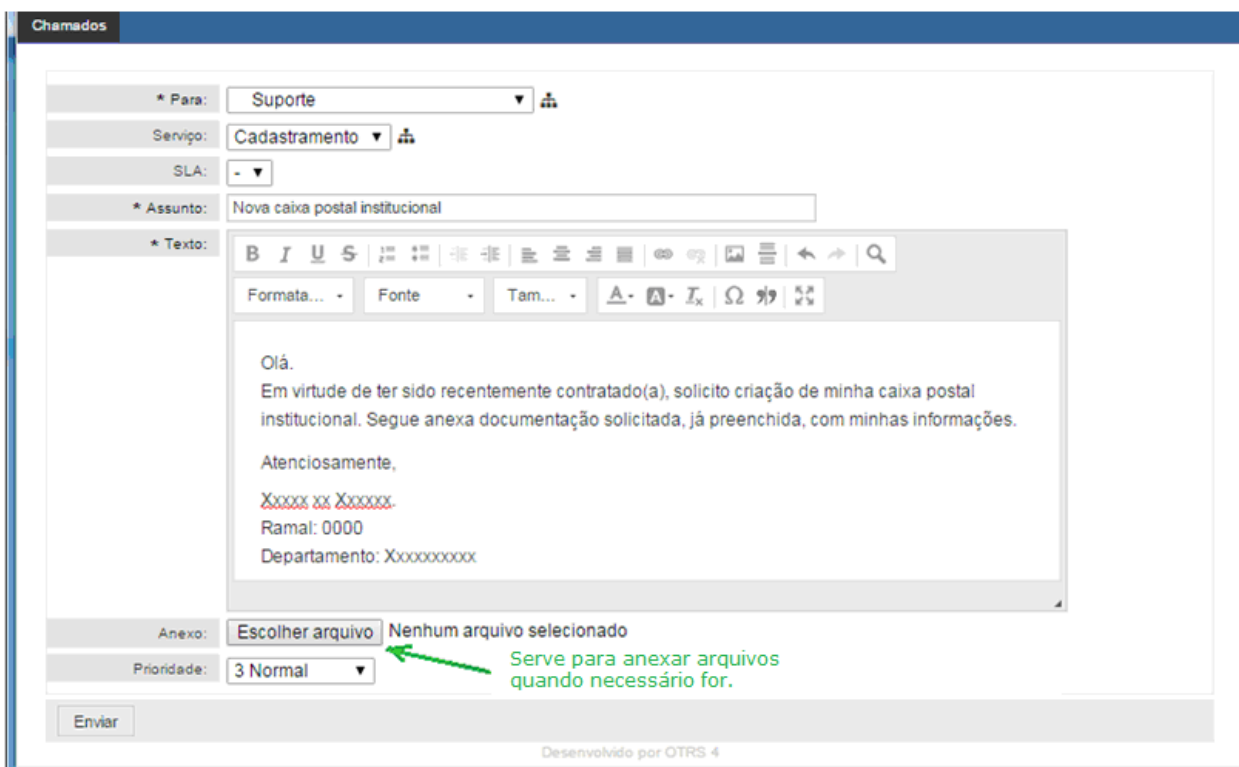 Chamados
* Para: Suporte
Serviço: Cadastramento
SLA: -
* Assunto: Nova caixa postal institucional
* Texto:
B I U S
Formata... Fonte Tam... A A Tx Ω
Olá.
Em virtude de ter sido recentemente contratado(a), solicito criação de minha caixa postal
institucional. Segue anexa documentação solicitada, já preenchida, com minhas informações.
Atenciosamente,
Xxxxx xx Xxxxxx.
Ramal: 0000
Departamento: Xxxxxxxxxx
Anexo: Escolher arquivo Nenhum arquivo selecionado
Serve para anexar arquivos
quando necessário for.
Prioridade: 3 Normal
Enviar
Desenvolvido por OTRS 4